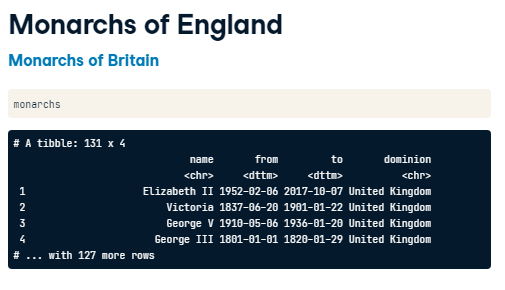 Monarchs of England
Monarchs of Britain
monarchs
# A tibble: 131 x 4
name from to dominion
<chr> <dttm> <dttm> <chr>
1 Elizabeth II 1952-02-06 2017-10-07 United Kingdom
2 Victoria 1837-06-20 1901-01-22 United Kingdom
3 George V 1910-05-06 1936-01-20 United Kingdom
4 George III 1801-01-01 1820-01-29 United Kingdom
# ... with 127 more rows